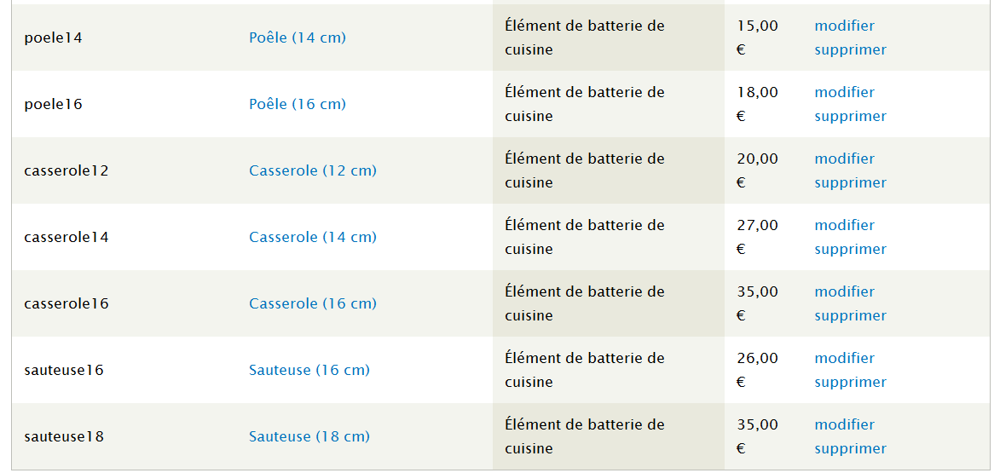 poele14 Poêle (14 cm) Élément de batterie de cuisine 15,00 € modifier supprimer
poele16 Poêle (16 cm) Élément de batterie de cuisine 18,00 € modifier supprimer
casserole12 Casserole (12 cm) Élément de batterie de cuisine 20,00 € modifier supprimer
casserole14 Casserole (14 cm) Élément de batterie de cuisine 27,00 € modifier supprimer
casserole16 Casserole (16 cm) Élément de batterie de cuisine 35,00 € modifier supprimer
sauteuse16 Sauteuse (16 cm) Élément de batterie de cuisine 26,00 € modifier supprimer
sauteuse18 Sauteuse (18 cm) Élément de batterie de cuisine 35,00 € modifier supprimer